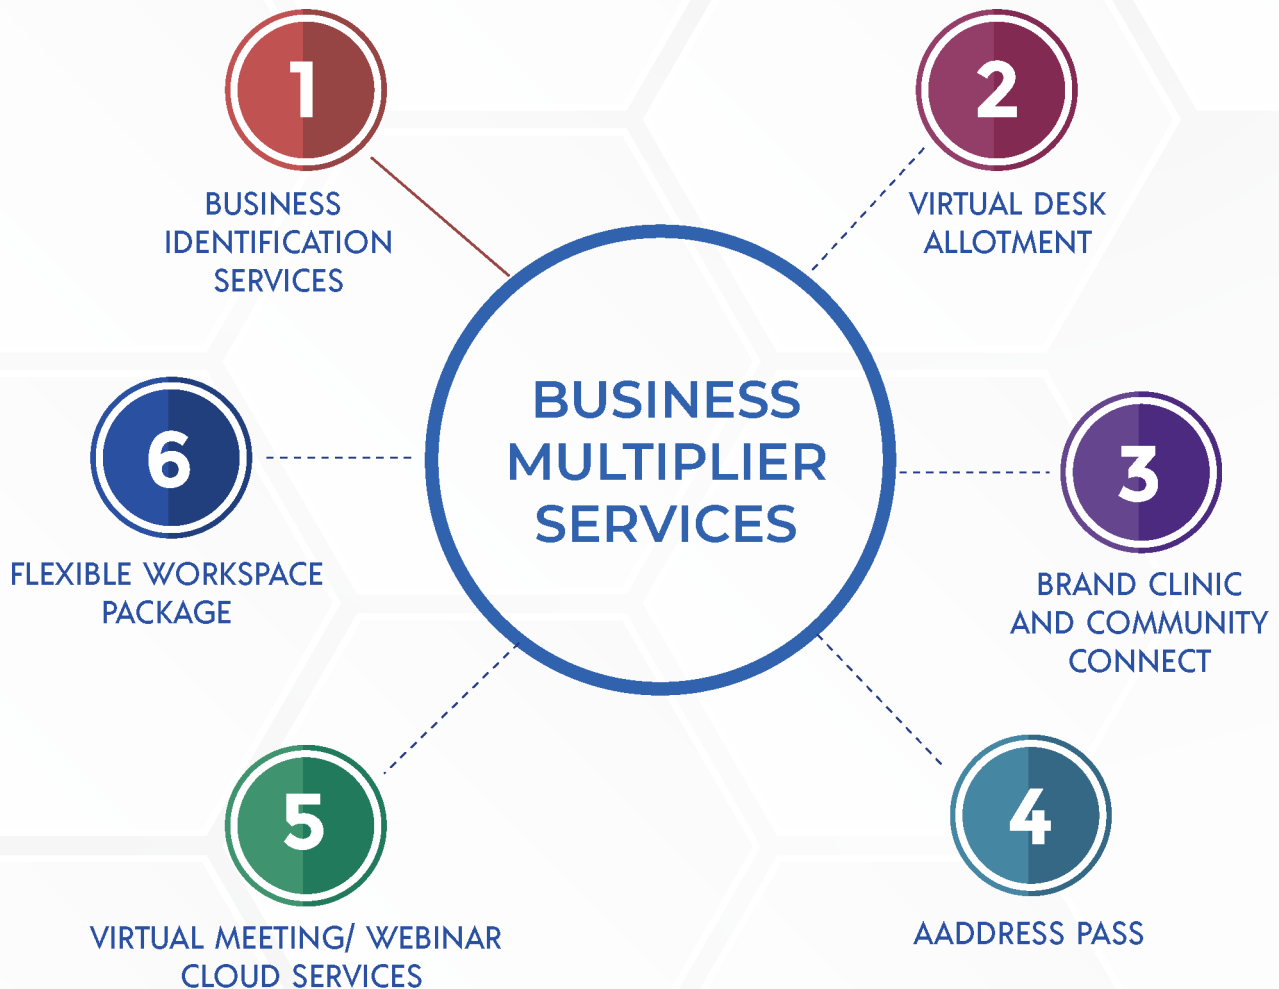 1
BUSINESS
IDENTIFICATION
SERVICES
2
VIRTUAL DESK
ALLOTMENT
BUSINESS
MULTIPLIER
SERVICES
3
BRAND CLINIC
AND COMMUNITY
CONNECT
4
AADDRESS PASS
5
VIRTUAL MEETING/ WEBINAR
CLOUD SERVICES
6
FLEXIBLE WORKSPACE
PACKAGE